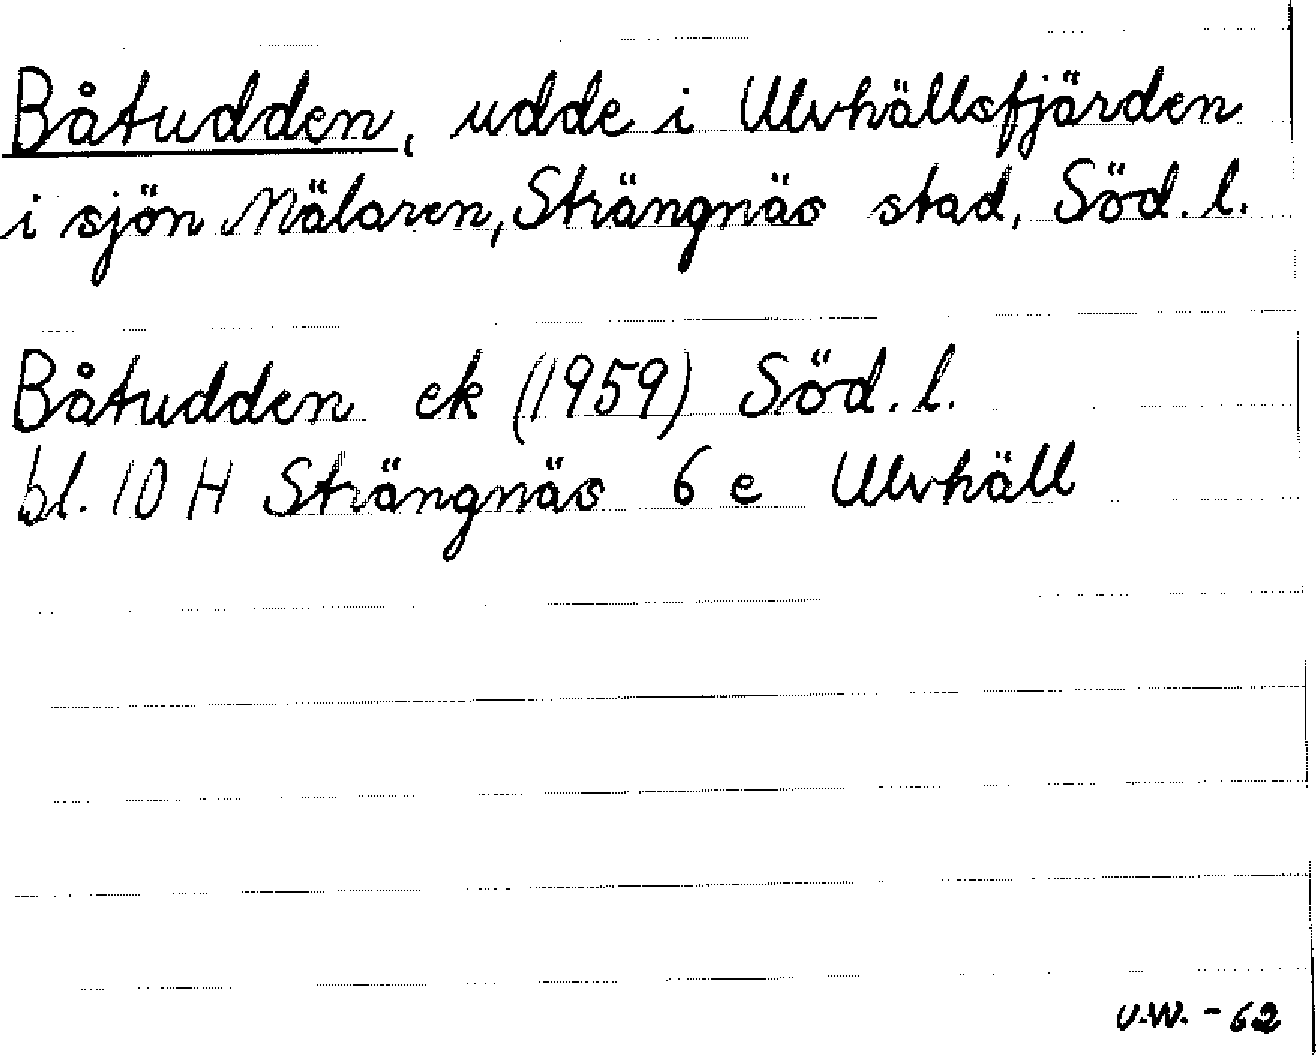 Båtudden, udde i Ulvhällsfjärden
i sjön Mälaren, Strängnäs stad, Söd. l.
Båtudden ek (1959) Söd. l.
bl. 10 H Strängnäs 6 e Ulvhäll
U.W. - 62